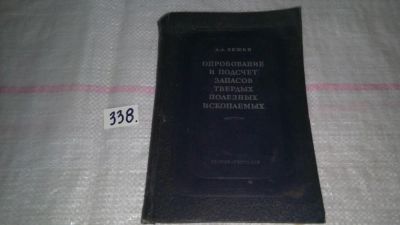 338.
ОПРОБОВАНИЕ
И ПОДСЧЕТ
ЗАПАСОВ
ТВЕРДЫХ
ПОЛЕЗНЫХ
ИСКОПАЕМЫХ